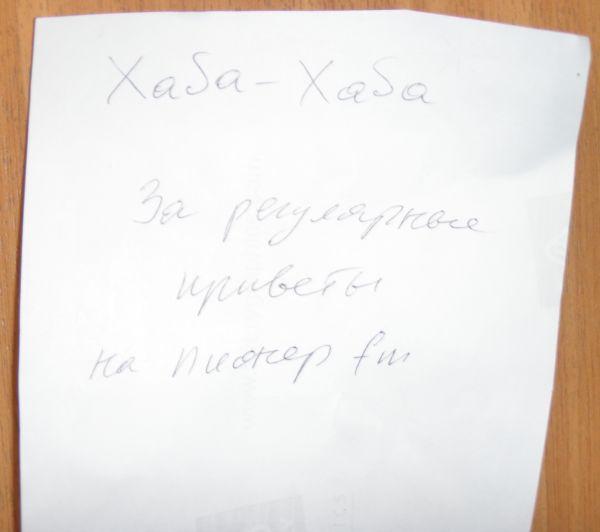 Хаба-Хаба
За регулярные
приветы
на пионер fm